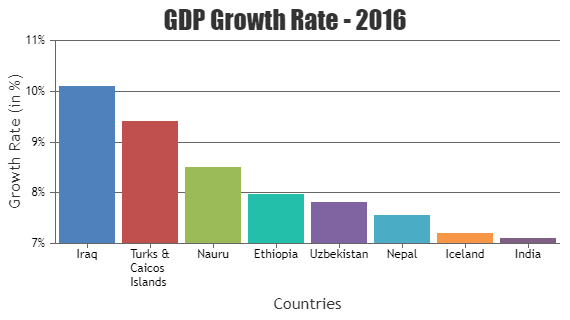 GDP Growth Rate - 2016
11%
10%
9%
8%
7%
Growth Rate (in %)
Iraq
Turks &
Caicos
Islands
Nauru
Ethiopia
Uzbekistan
Nepal
Iceland
India
Countries